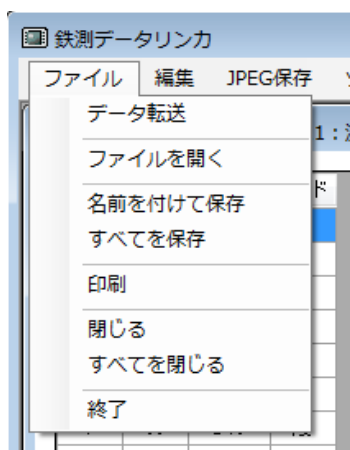 鉄測データリンカ
ファイル 編集 JPEG保存
データ転送
1：
ファイルを開く
ド
名前を付けて保存
すべてを保存
印刷
閉じる
すべてを閉じる
終了